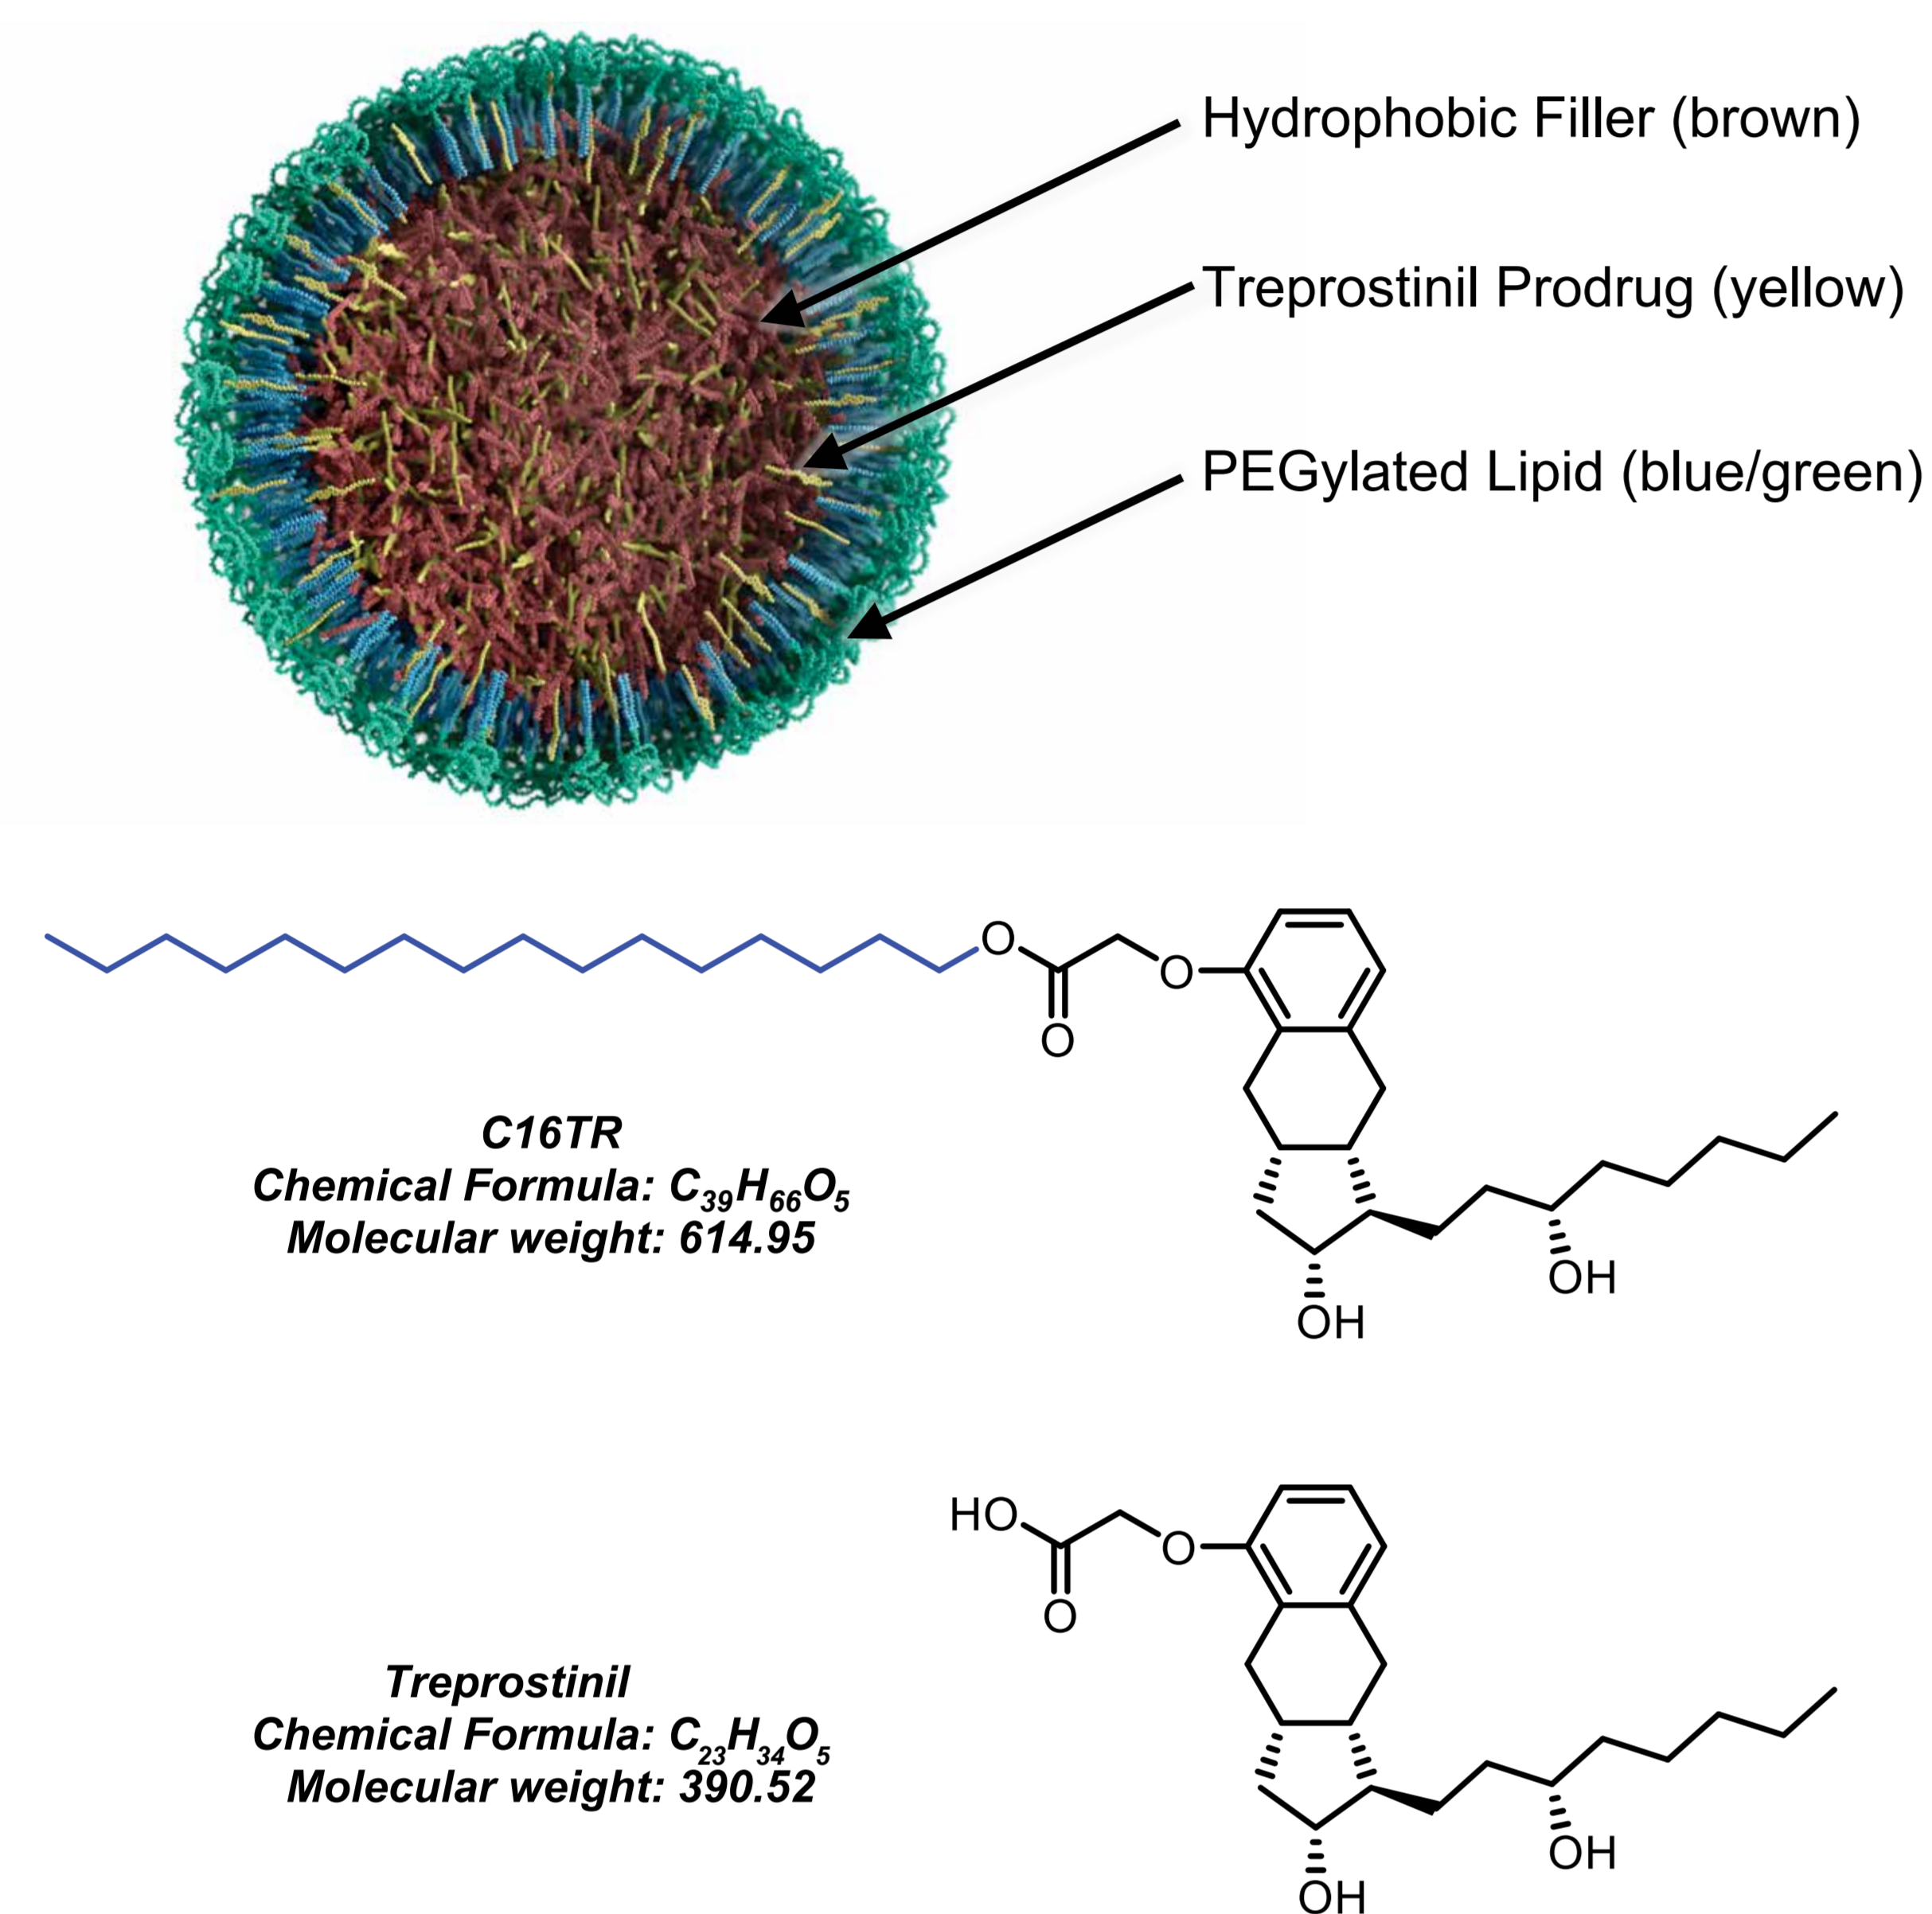 Hydrophobic Filler (brown)
Treprostinil Prodrug (yellow)
PEGylated Lipid (blue/green)
O
O
O
C16TR
Chemical Formula: C₃₉H₆₆O₅
Molecular weight: 614.95
OH
OH
HO
O
O
Treprostinil
Chemical Formula: C₂₃H₃₄O₅
Molecular weight: 390.52
OH
OH